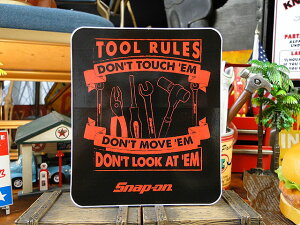 TOOL RULES
DON'T TOUCH 'EM
DON'T MOVE 'EM
DON'T LOOK AT 'EM
Snap-on